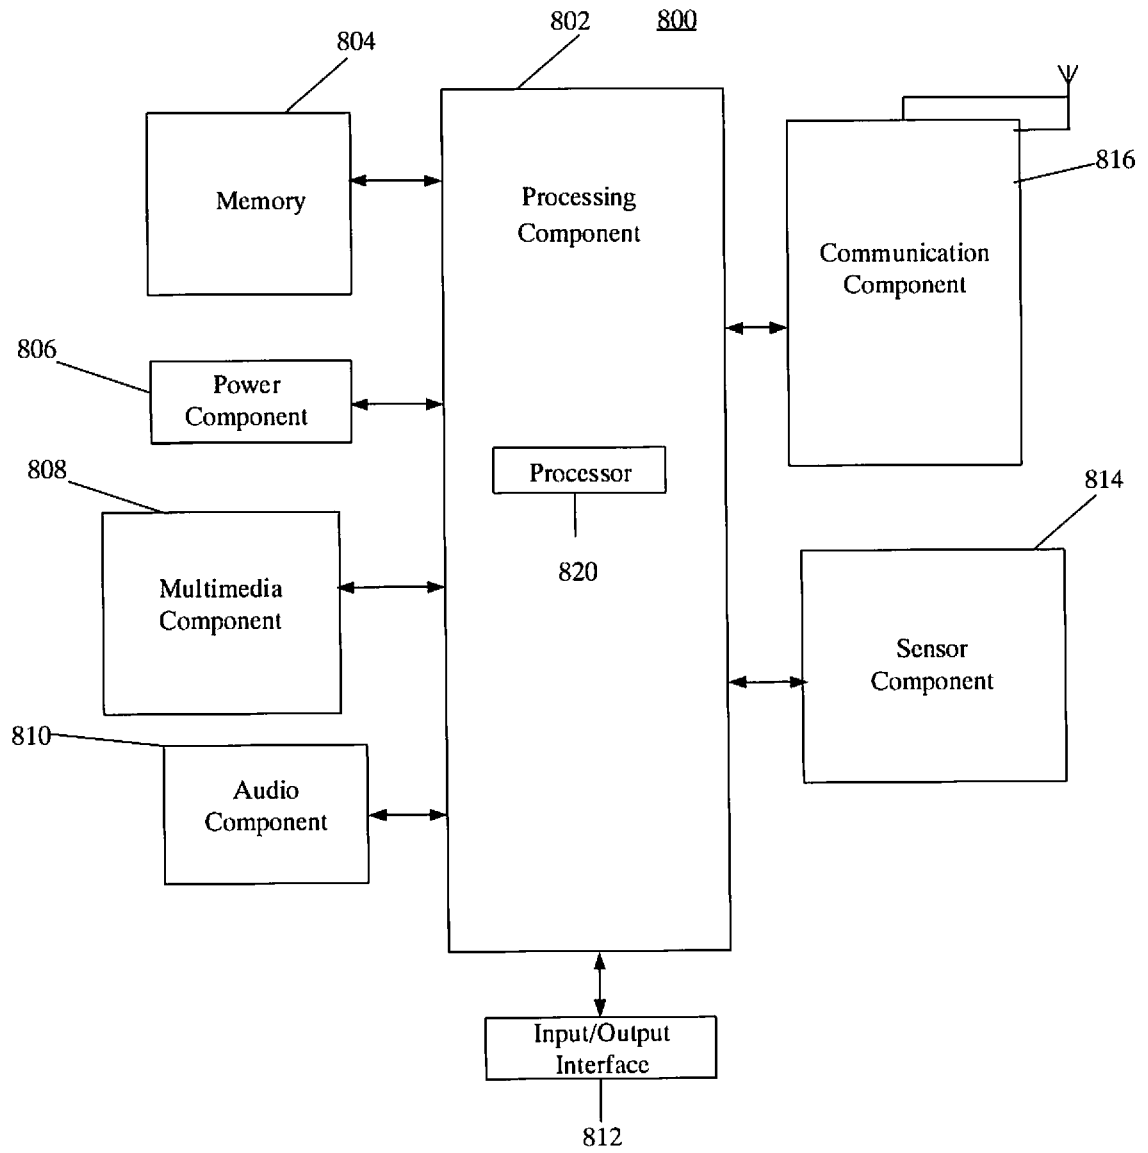 802
800
804
Memory
Processing
Component
816
Communication
Component
806
Power
Component
808
Processor
820
814
Multimedia
Component
Sensor
Component
810
Audio
Component
Input/Output
Interface
812